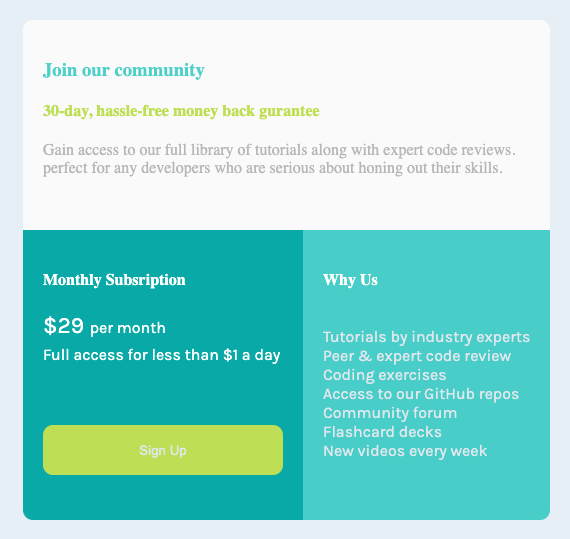 Join our community
30-day, hassle-free money back gurantee
Gain access to our full library of tutorials along with expert code reviews.
perfect for any developers who are serious about honing out their skills.
Monthly Subsription
$29 per month
Full access for less than $1 a day
Sign Up
Why Us
Tutorials by industry experts
Peer & expert code review
Coding exercises
Access to our GitHub repos
Community forum
Flashcard decks
New videos every week